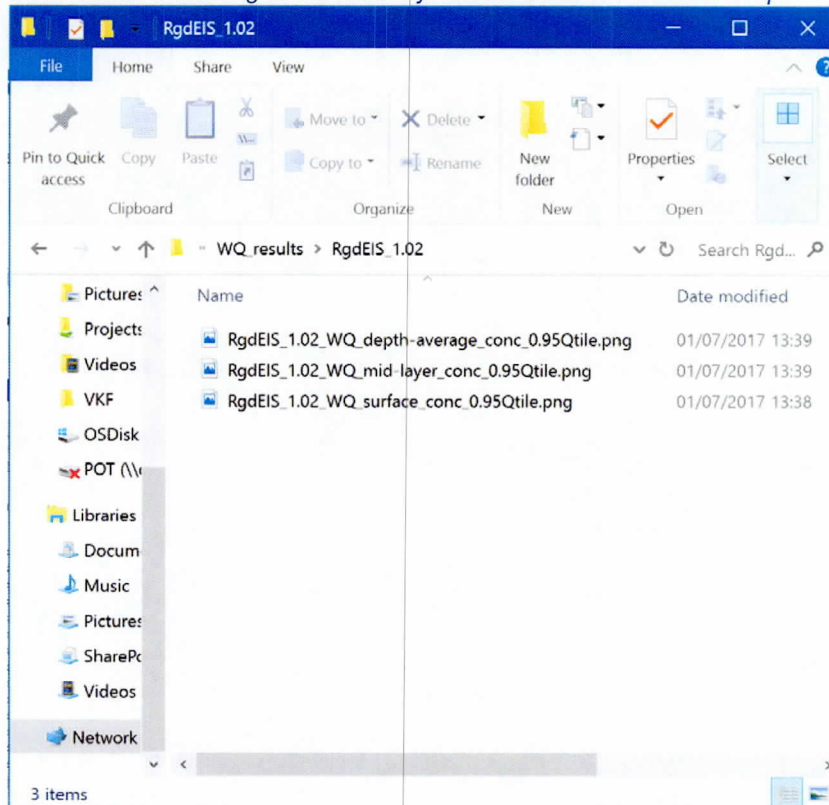 RgdEIS_1.02
File Home Share View
Pin to Quick access
Copy
Paste
Move to
Copy to
Delete
Rename
New folder
Properties
Select
Clipboard
Organize
New
Open
WQ_results > RgdEIS_1.02
Search Rgd...
Name
Date modified
Pictures
Projects
Videos
VKF
OSDisk
POT (\\
Libraries
Docum
Music
Pictures
SharePo
Videos
Network
RgdEIS_1.02_WQ_depth-average_conc_0.95Qtile.png 01/07/2017 13:39
RgdEIS_1.02_WQ_mid-layer_conc_0.95Qtile.png 01/07/2017 13:39
RgdEIS_1.02_WQ_surface_conc_0.95Qtile.png 01/07/2017 13:38
3 items